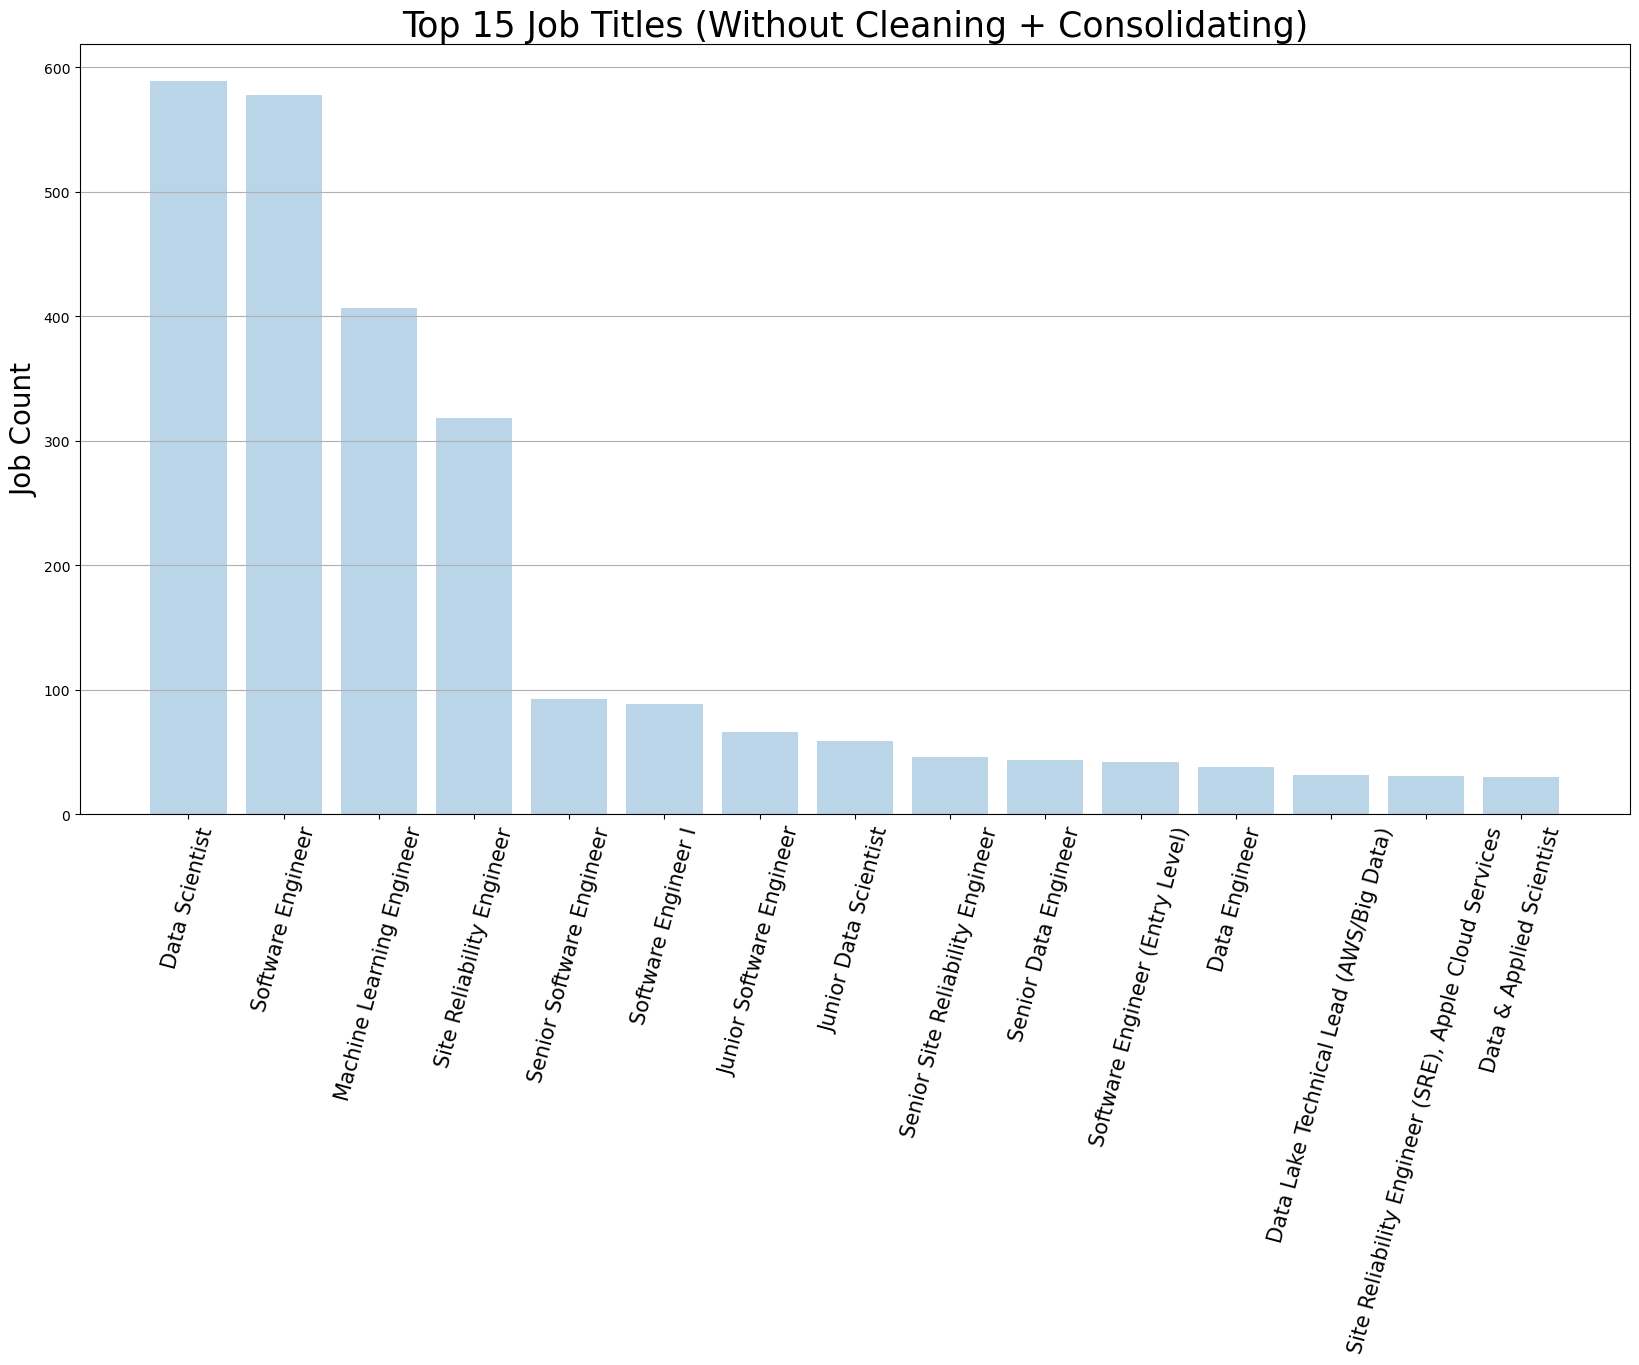 Top 15 Job Titles (Without Cleaning + Consolidating)
Job Count
600
500
400
300
200
100
0
Data Scientist
Software Engineer
Machine Learning Engineer
Site Reliability Engineer
Senior Software Engineer
Software Engineer I
Junior Software Engineer
Junior Data Scientist
Senior Site Reliability Engineer
Senior Data Engineer
Software Engineer (Entry Level)
Data Engineer
Data Lake Technical Lead (AWS/Big Data)
Site Reliability Engineer (SRE), Apple Cloud Services
Data & Applied Scientist